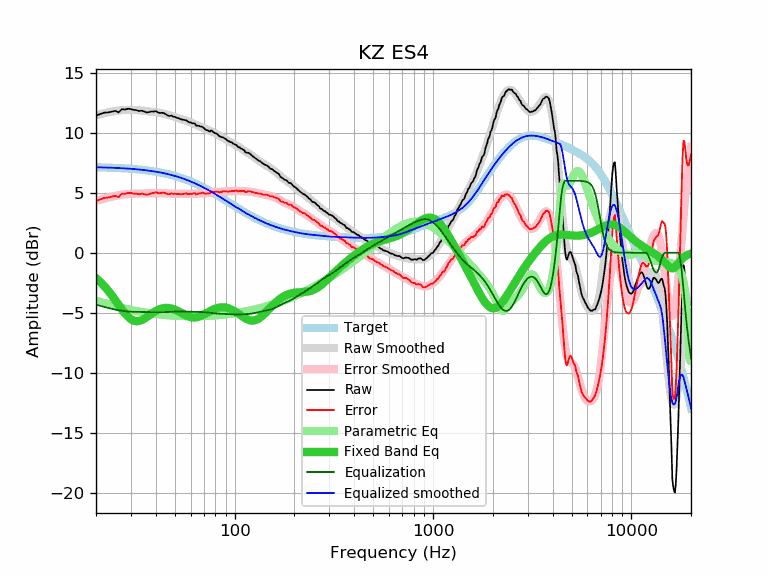 KZ ES4
15
10
5
0
−5
−10
−15
−20
Amplitude (dBr)
Target
Raw Smoothed
Error Smoothed
Raw
Error
Parametric Eq
Fixed Band Eq
Equalization
Equalized smoothed
100
1000
10000
Frequency (Hz)